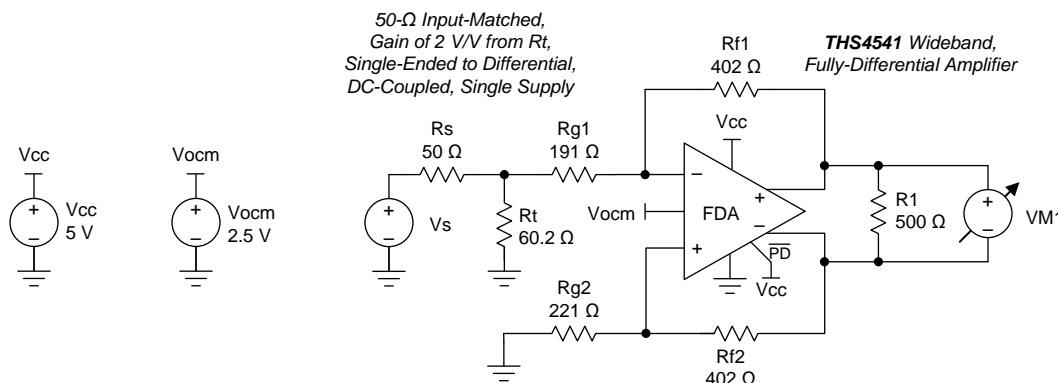 50-Ω Input-Matched,
Gain of 2 V/V from Rt,
Single-Ended to Differential,
DC-Coupled, Single Supply
Rf1
402 Ω
THS4541 Wideband,
Fully-Differential Amplifier
Vcc
Vcc
5 V
Vocm
Vocm
2.5 V
Rs
50 Ω
Rg1
191 Ω
Vcc
Vs
Rt
60.2 Ω
Vocm
–
+
FDA
+
–
PD
Vcc
R1
500 Ω
+
–
VM1
+
–
+
–
+
–
Rg2
221 Ω
Rf2
402 Ω